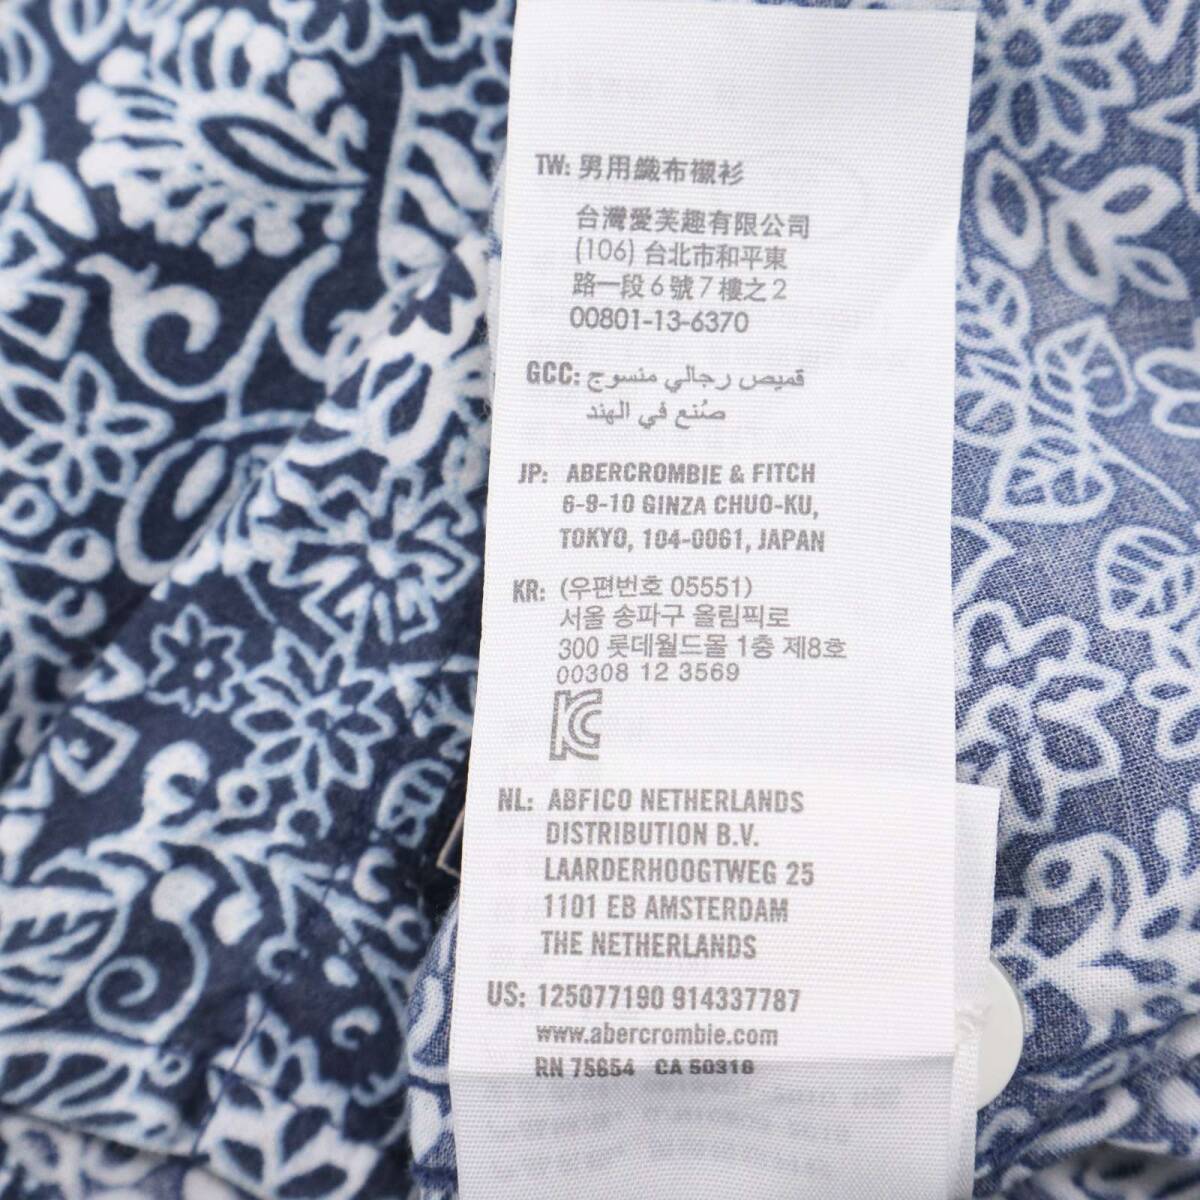 TW: 男用織布襯衫
台灣愛芙趣有限公司
(106) 台北市和平東
路一段6號7樓之2
00801-13-6370
GCC: قميص رجالي منسوج
صُنع في الهند
JP: ABERCROMBIE & FITCH
6-9-10 GINZA CHUO-KU,
TOKYO, 104-0061, JAPAN
KR: (우편번호 05551)
서울 송파구 올림픽로
300 롯데월드몰 1층 제8호
00308 12 3569
KC
NL: ABFICO NETHERLANDS
DISTRIBUTION B.V.
LAARDERHOOGTWEG 25
1101 EB AMSTERDAM
THE NETHERLANDS
US: 125077190 914337787
www.abercrombie.com
RN 75654 CA 50316